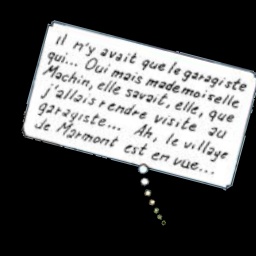 Il n'y avait que le garagiste
qui... Oui mais mademoiselle
Machin, elle savait, elle, que
j'allais rendre visite au
garagiste... Ah, le village
de Marmont est en vue...